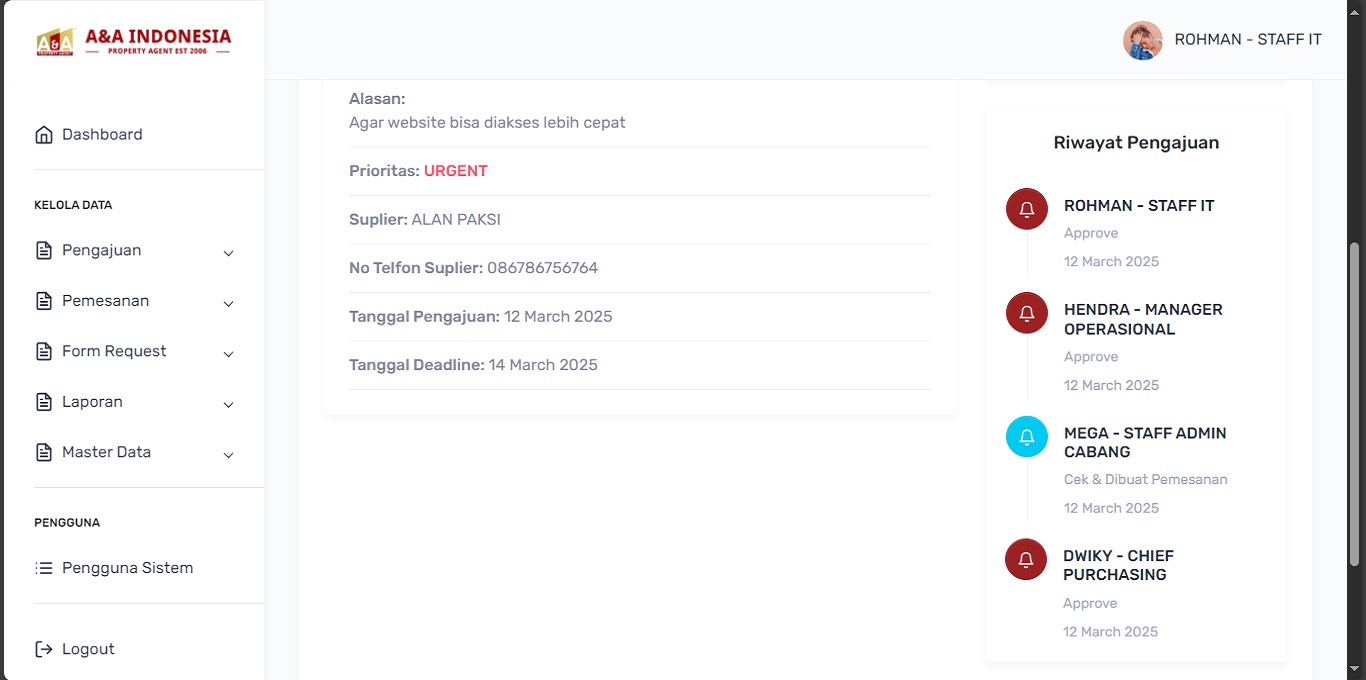 A&A INDONESIA
PROPERTY AGENT EST 2006
A&A
PROPERTY AGENT
ROHMAN - STAFF IT
Dashboard
KELOLA DATA
Pengajuan
Pemesanan
Form Request
Laporan
Master Data
PENGGUNA
Pengguna Sistem
Logout
Alasan:
Agar website bisa diakses lebih cepat
Prioritas: URGENT
Suplier: ALAN PAKSI
No Telfon Suplier: 086786756764
Tanggal Pengajuan: 12 March 2025
Tanggal Deadline: 14 March 2025
Riwayat Pengajuan
ROHMAN - STAFF IT
Approve
12 March 2025
HENDRA - MANAGER
OPERASIONAL
Approve
12 March 2025
MEGA - STAFF ADMIN
CABANG
Cek & Dibuat Pemesanan
12 March 2025
DWIKY - CHIEF
PURCHASING
Approve
12 March 2025